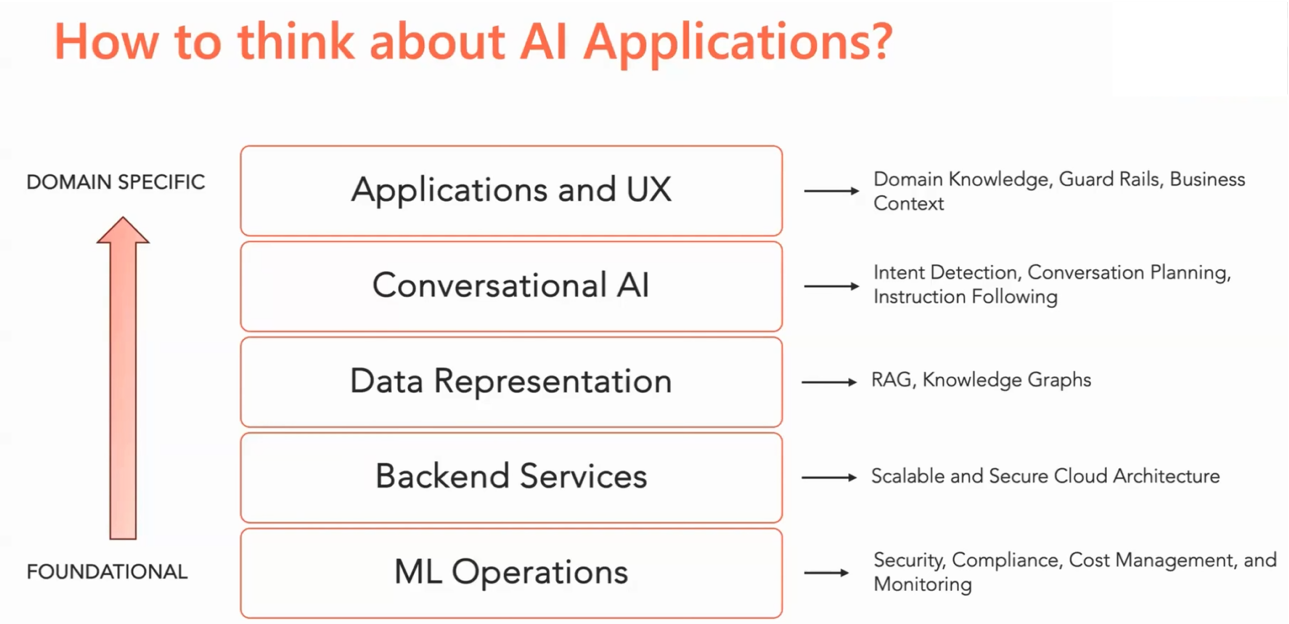 How to think about AI Applications?
DOMAIN SPECIFIC
Applications and UX
Domain Knowledge, Guard Rails, Business
Context
Conversational AI
Intent Detection, Conversation Planning,
Instruction Following
Data Representation
RAG, Knowledge Graphs
Backend Services
Scalable and Secure Cloud Architecture
FOUNDATIONAL
ML Operations
Security, Compliance, Cost Management, and
Monitoring